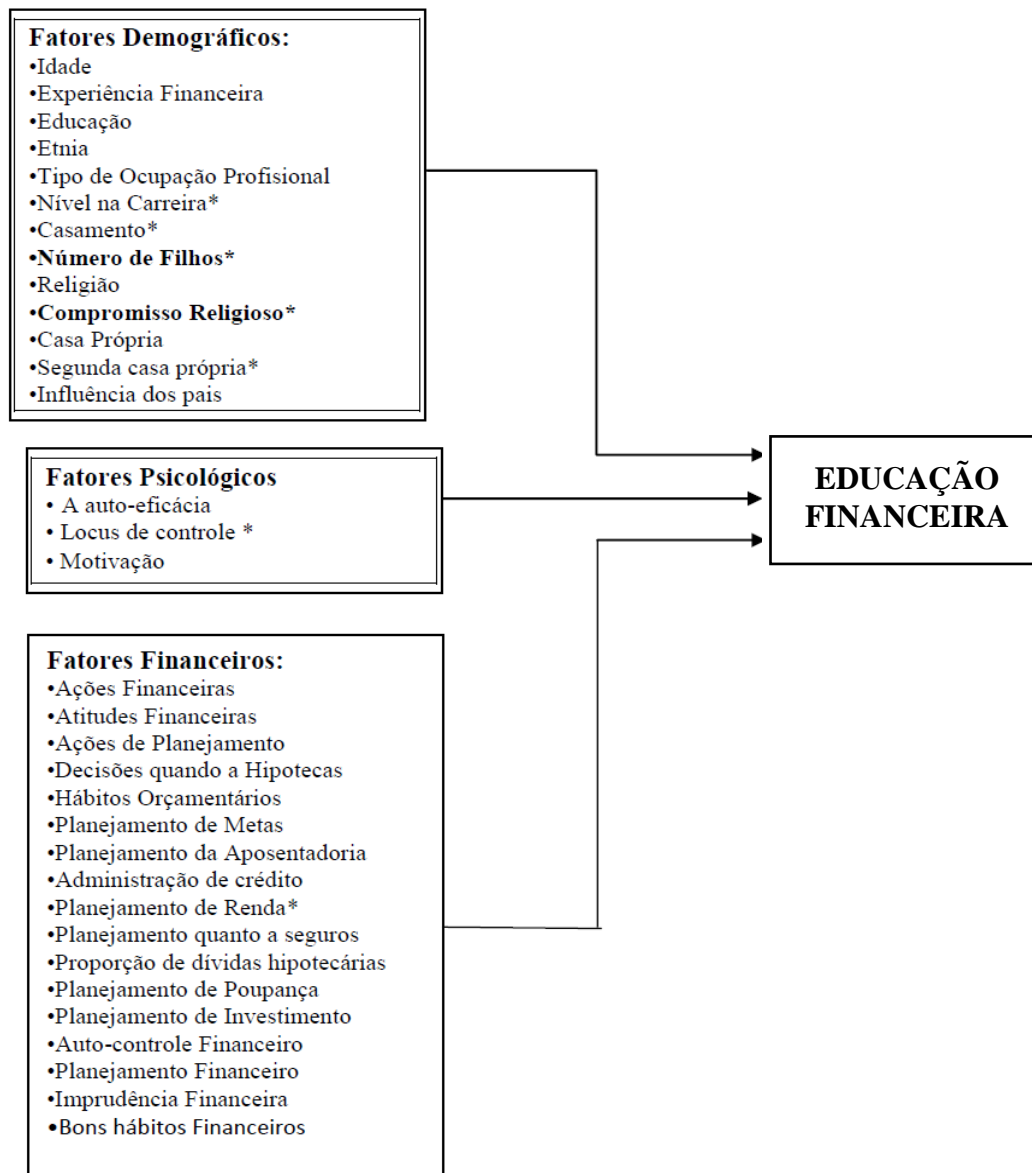 Fatores Demográficos:
•Idade
•Experiência Financeira
•Educação
•Etnia
•Tipo de Ocupação Profisional
•Nível na Carreira*
•Casamento*
•Número de Filhos*
•Religião
•Compromisso Religioso*
•Casa Própria
•Segunda casa própria*
•Influência dos pais
Fatores Psicológicos
• A auto-eficácia
• Locus de controle *
• Motivação
EDUCAÇÃO
FINANCEIRA
Fatores Financeiros:
•Ações Financeiras
•Atitudes Financeiras
•Ações de Planejamento
•Decisões quando a Hipotecas
•Hábitos Orçamentários
•Planejamento de Metas
•Planejamento da Aposentadoria
•Administração de crédito
•Planejamento de Renda*
•Planejamento quanto a seguros
•Proporção de dívidas hipotecárias
•Planejamento de Poupança
•Planejamento de Investimento
•Auto-controle Financeiro
•Planejamento Financeiro
•Imprudência Financeira
•Bons hábitos Financeiros